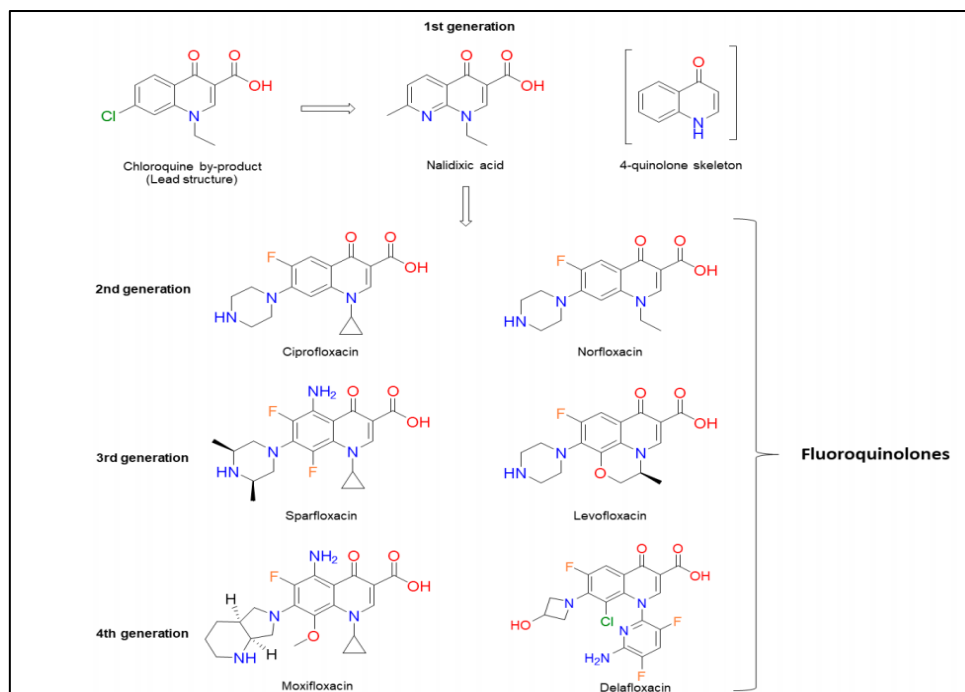 1st generation
O
O
OH
Cl
N
Chloroquine by-product
(Lead structure)
O
O
OH
N
N
Nalidixic acid
O
N
H
4-quinolone skeleton
2nd generation
O
O
F
OH
N
N
HN
Ciprofloxacin
O
O
F
OH
N
N
HN
Norfloxacin
3rd generation
NH2
O
O
F
OH
N
N
HN
F
Sparfloxacin
O
O
F
OH
N
N
HN
O
Levofloxacin
Fluoroquinolones
4th generation
NH2
O
O
F
OH
H
N
N
O
NH
H
Moxifloxacin
O
O
F
OH
N
N
Cl
HO
N
F
H2N
F
Delafloxacin